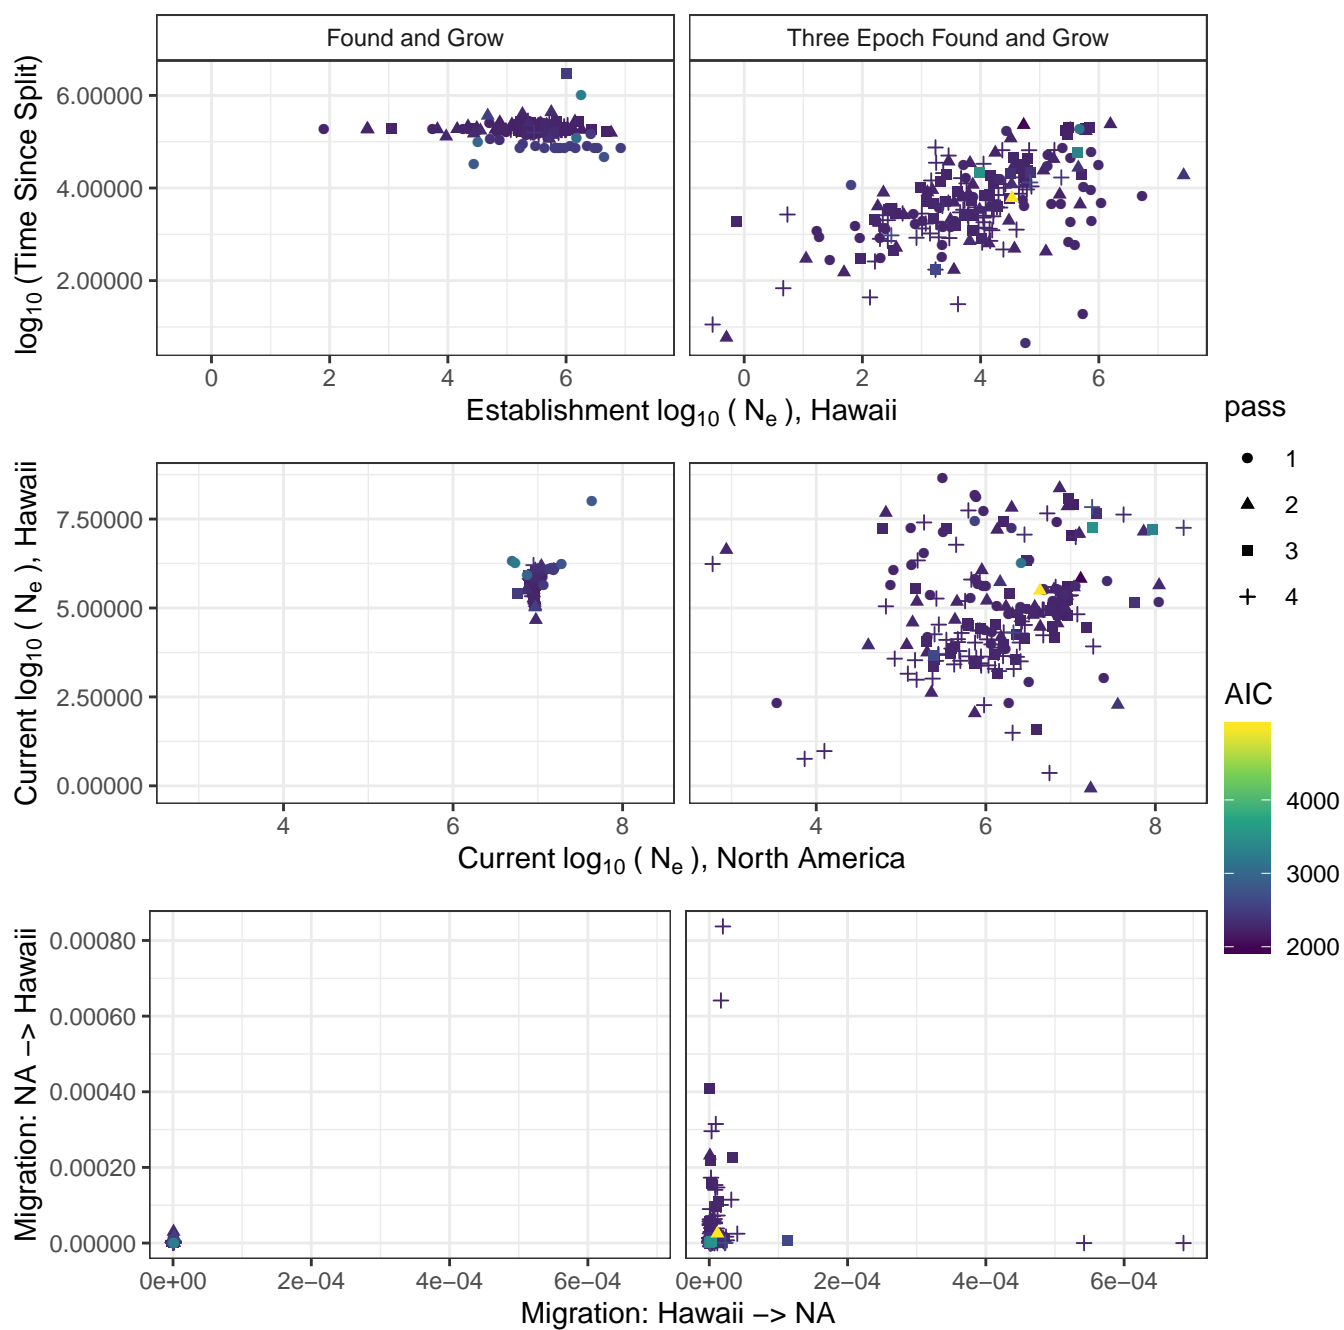 Found and Grow
Three Epoch Found and Grow
log10 (Time Since Split)
6.00000
4.00000
2.00000
0 2 4 6
0 2 4 6
Establishment log10 ( Ne ), Hawaii
Current log10 ( Ne ), Hawaii
7.50000
5.00000
2.50000
0.00000
4 6 8
4 6 8
Current log10 ( Ne ), North America
Migration: NA −> Hawaii
0.00080
0.00060
0.00040
0.00020
0.00000
0e+00 2e−04 4e−04 6e−04
0e+00 2e−04 4e−04 6e−04
Migration: Hawaii −> NA
pass
1
2
3
4
AIC
4000
3000
2000